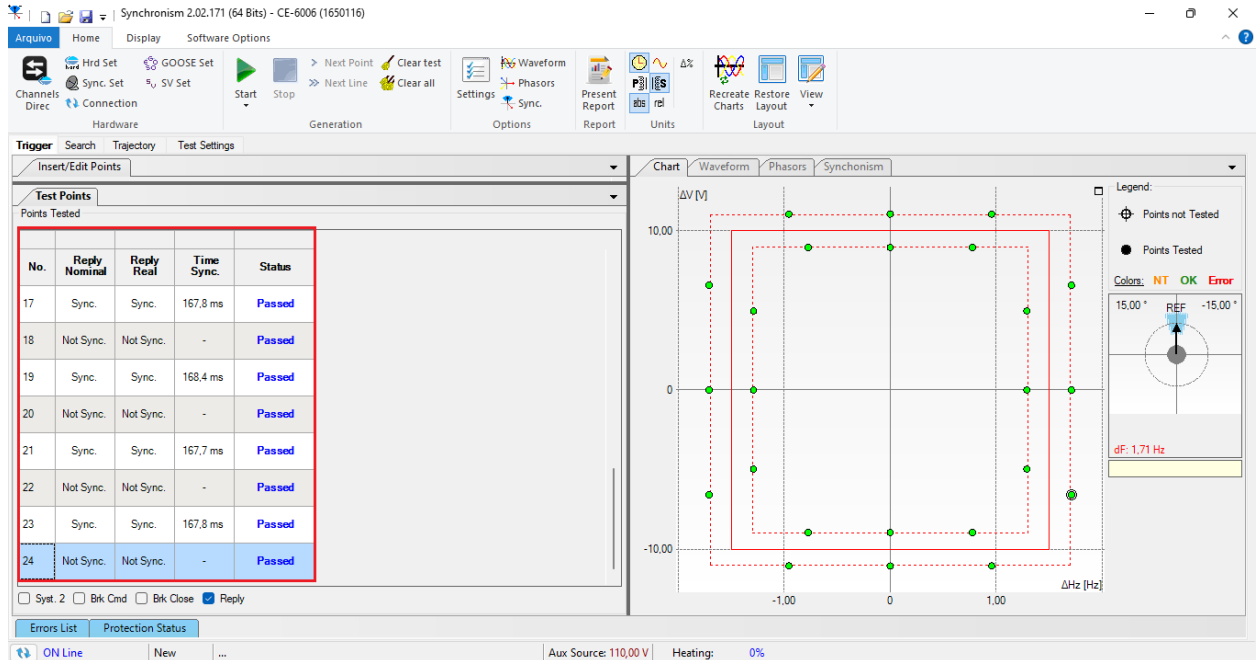 Synchronism 2.02.171 (64 Bits) - CE-6006 (1650116)
Arquivo Home Display Software Options
Channels Direc
Hrd Set
Sync. Set
Connection
GOOSE Set
SV Set
Hardware
Start
Stop
Next Point
Next Line
Clear test
Clear all
Generation
Settings
Waveform
Phasors
Sync.
Options
Present Report
Report
abs rel
Δ%
Units
Recreate Charts
Restore Layout
View
Layout
Trigger Search Trajectory Test Settings
Insert/Edit Points
Test Points
Points Tested
No. Reply Nominal Reply Real Time Sync. Status
17 Sync. Sync. 167,8 ms Passed
18 Not Sync. Not Sync. - Passed
19 Sync. Sync. 168,4 ms Passed
20 Not Sync. Not Sync. - Passed
21 Sync. Sync. 167,7 ms Passed
22 Not Sync. Not Sync. - Passed
23 Sync. Sync. 167,8 ms Passed
24 Not Sync. Not Sync. - Passed
Syst. 2 Brk Cmd Brk Close Reply
Chart Waveform Phasors Synchonism
ΔV [V]
10,00
0
-10,00
-1,00 0 1,00
ΔHz [Hz]
Legend:
Points not Tested
Points Tested
Colors: NT OK Error
15,00 ° REF -15,00 °
dF: 1,71 Hz
Errors List Protection Status
ON Line New ... Aux Source: 110,00 V Heating: 0%